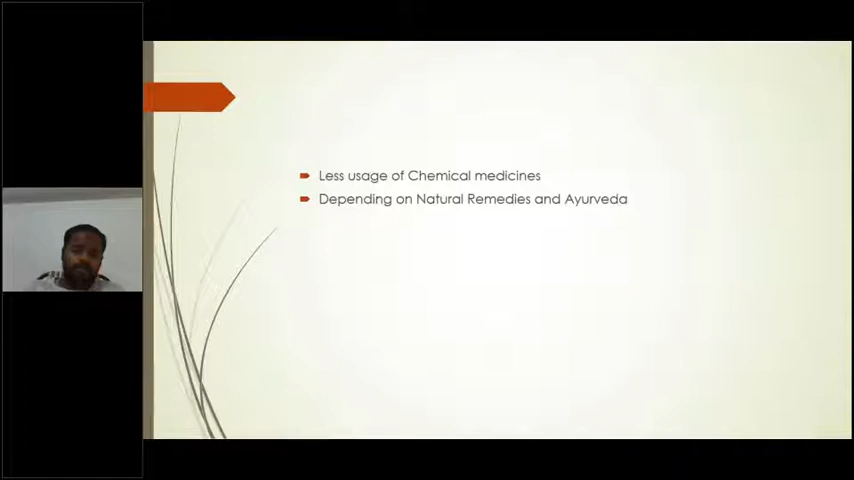 Less usage of Chemical medicines
Depending on Natural Remedies and Ayurveda